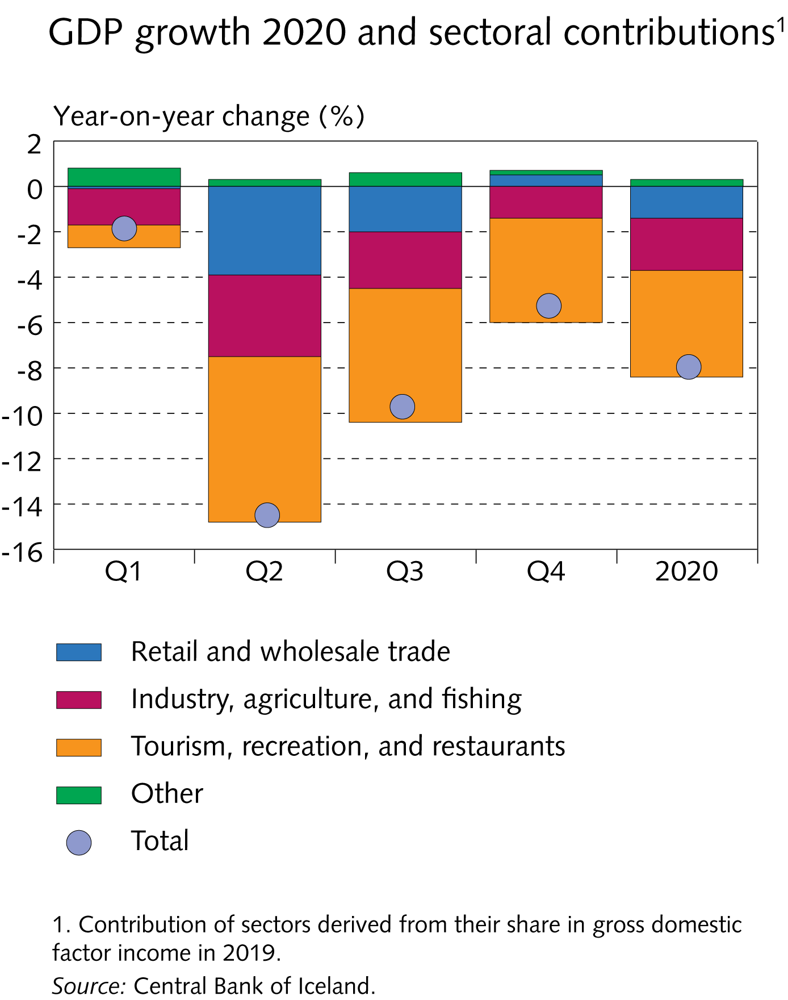 GDP growth 2020 and sectoral contributions¹
Year-on-year change (%)
2
0
-2
-4
-6
-8
-10
-12
-14
-16
Q1 Q2 Q3 Q4 2020
Retail and wholesale trade
Industry, agriculture, and fishing
Tourism, recreation, and restaurants
Other
Total
1. Contribution of sectors derived from their share in gross domestic
factor income in 2019.
Source: Central Bank of Iceland.